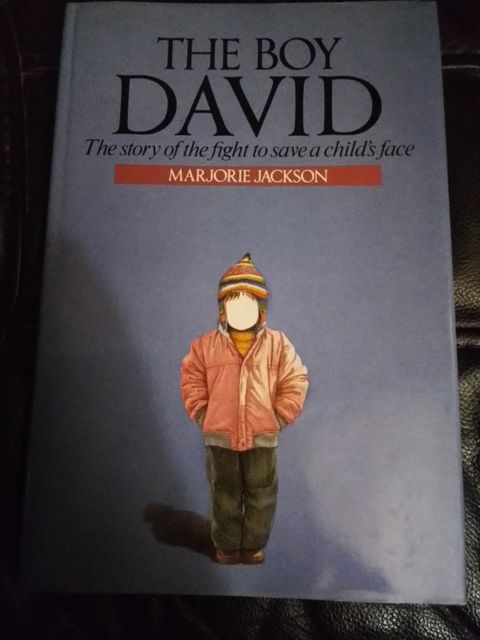 THE BOY
DAVID
The story of the fight to save a child's face
MARJORIE JACKSON